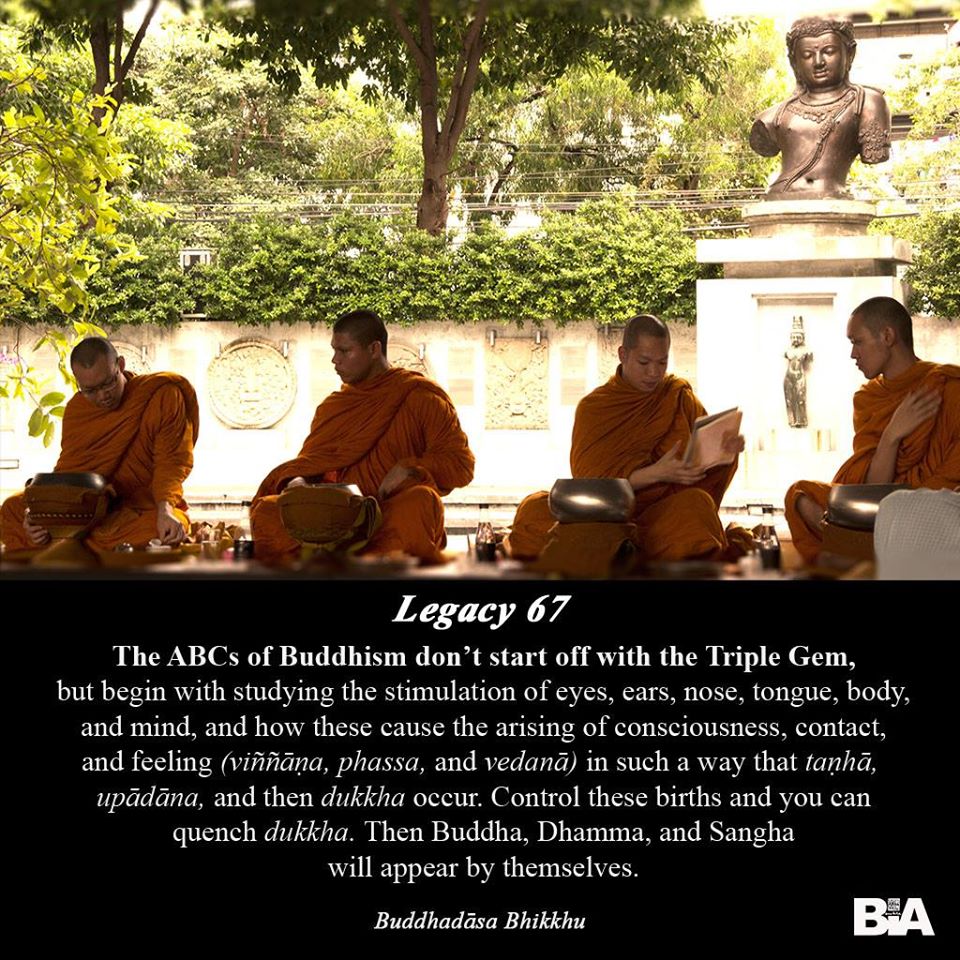 Legacy 67
The ABCs of Buddhism don’t start off with the Triple Gem,
but begin with studying the stimulation of eyes, ears, nose, tongue, body,
and mind, and how these cause the arising of consciousness, contact,
and feeling (viññāṇa, phassa, and vedanā) in such a way that taṇhā,
upādāna, and then dukkha occur. Control these births and you can
quench dukkha. Then Buddha, Dhamma, and Sangha
will appear by themselves.
Buddhadāsa Bhikkhu
BIA